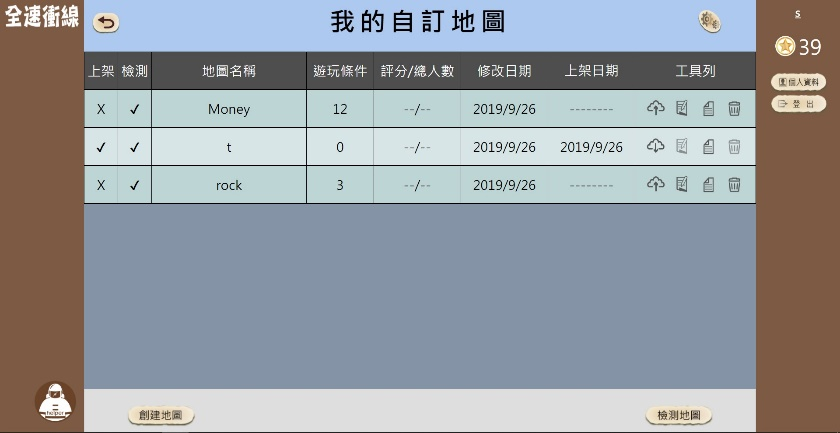 全速衝線
我的自訂地圖
s
39
個人資料
登出
上架 檢測 地圖名稱 遊玩條件 評分/總人數 修改日期 上架日期 工具列
X ✓ Money 12 --/-- 2019/9/26 --------
✓ ✓ t 0 --/-- 2019/9/26 2019/9/26
X ✓ rock 3 --/-- 2019/9/26 --------
helper
創建地圖
檢測地圖